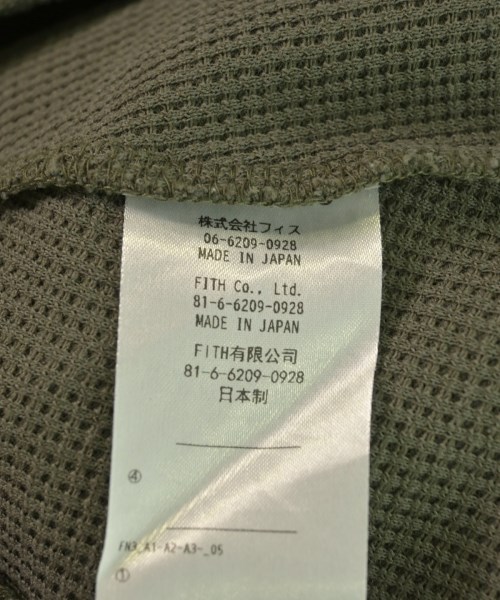 株式会社フィス
06-6209-0928
MADE IN JAPAN
FITH Co., Ltd.
81-6-6209-0928
MADE IN JAPAN
FITH有限公司
81-6-6209-0928
日本制
④
FN3_A1-A2-A3-_05
①